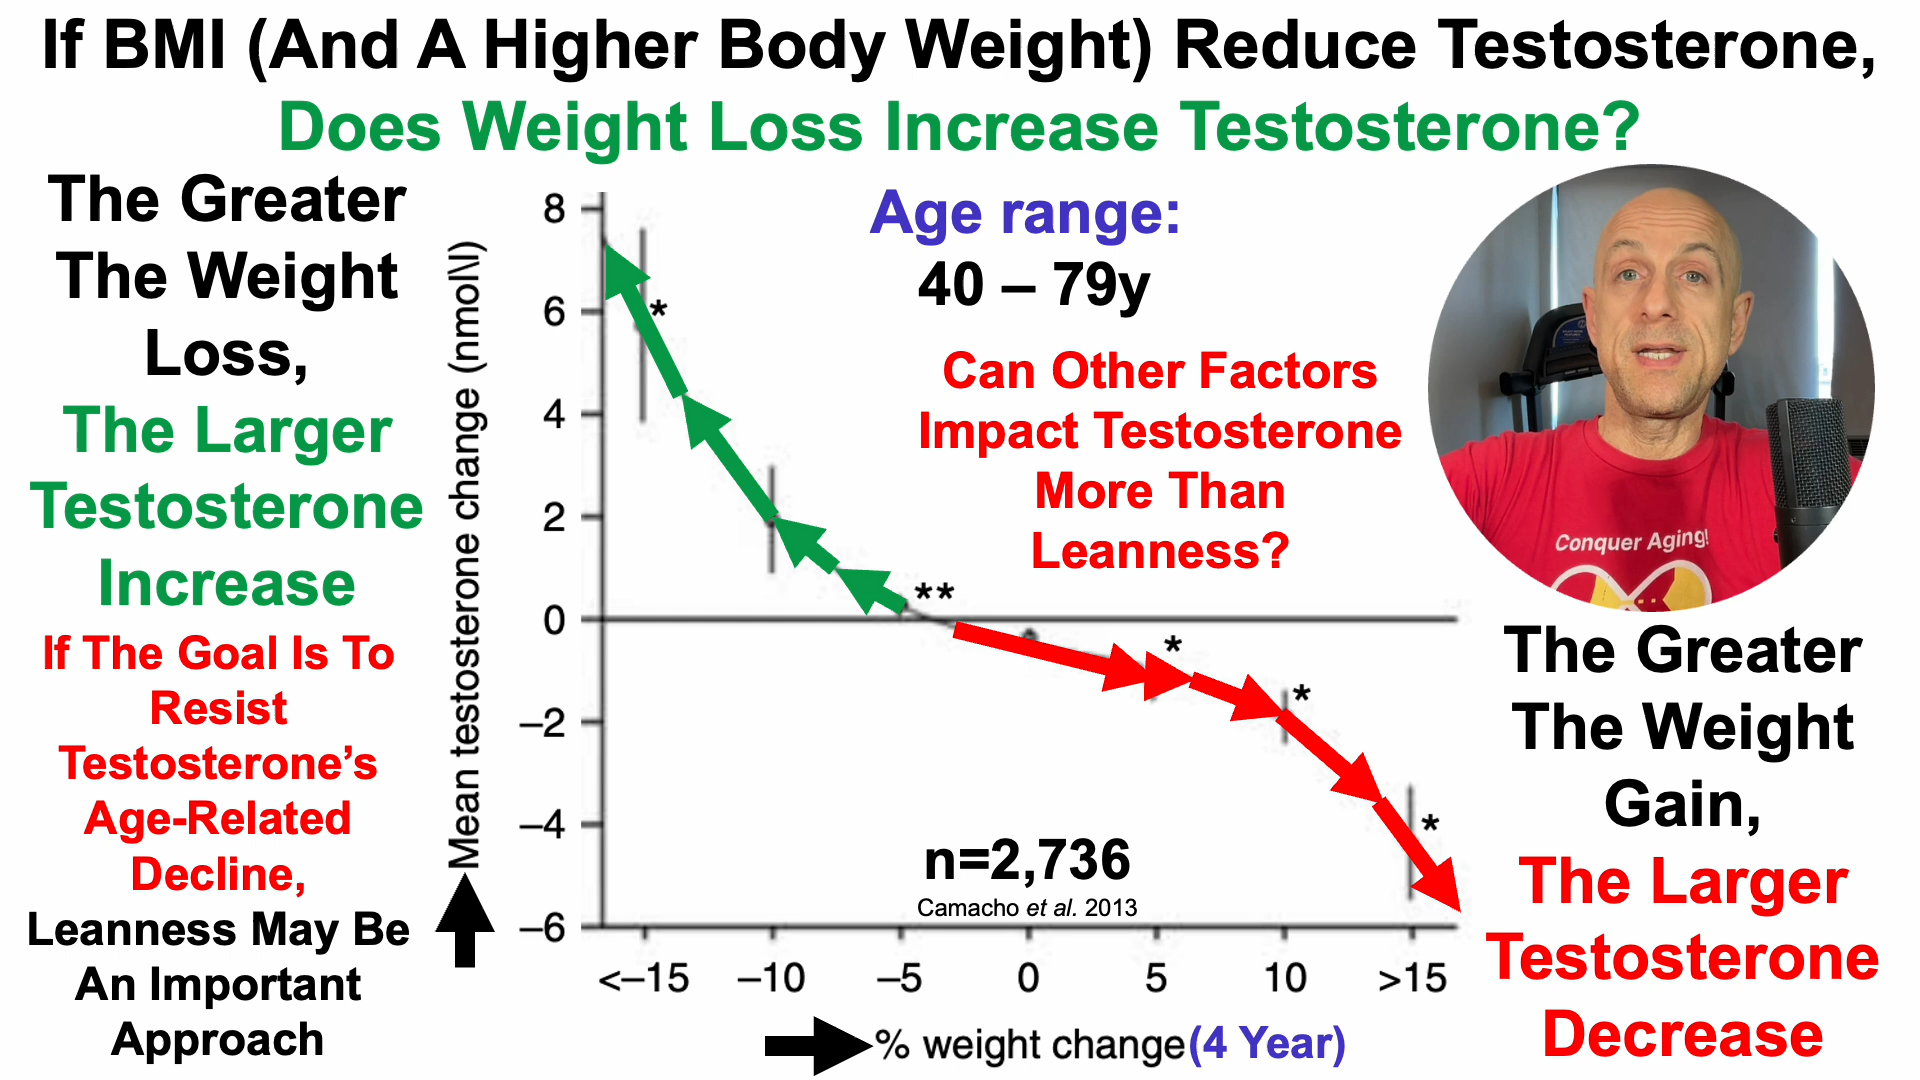 If BMI (And A Higher Body Weight) Reduce Testosterone,
Does Weight Loss Increase Testosterone?
The Greater
The Weight
Loss,
The Larger
Testosterone
Increase
If The Goal Is To
Resist
Testosterone’s
Age-Related
Decline,
Leanness May Be
An Important
Approach
Mean testosterone change (nmol\l)
8
6
4
2
0
–2
–4
–6
*
**
*
*
*
Age range:
40 – 79y
Can Other Factors
Impact Testosterone
More Than
Leanness?
n=2,736
Camacho et al. 2013
<–15 –10 –5 0 5 10 >15
% weight change (4 Year)
Conquer Aging!
The Greater
The Weight
Gain,
The Larger
Testosterone
Decrease